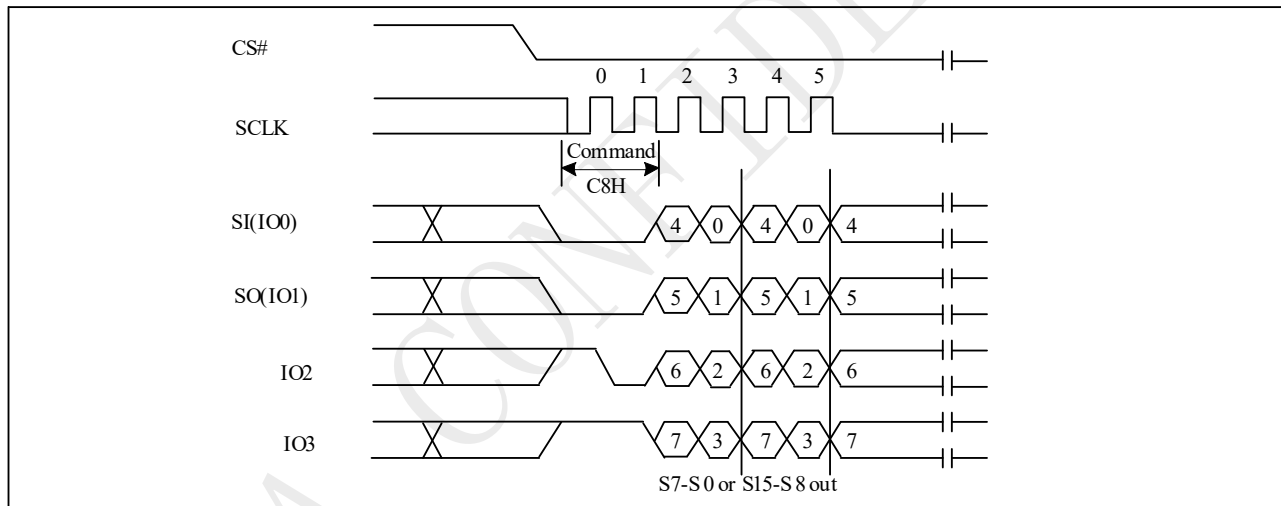 CS#
0 1 2 3 4 5
SCLK
Command
C8H
SI(IO0) 4 0 4 0 4
SO(IO1) 5 1 5 1 5
IO2 6 2 6 2 6
IO3 7 3 7 3 7
S7-S0 or S15-S8 out